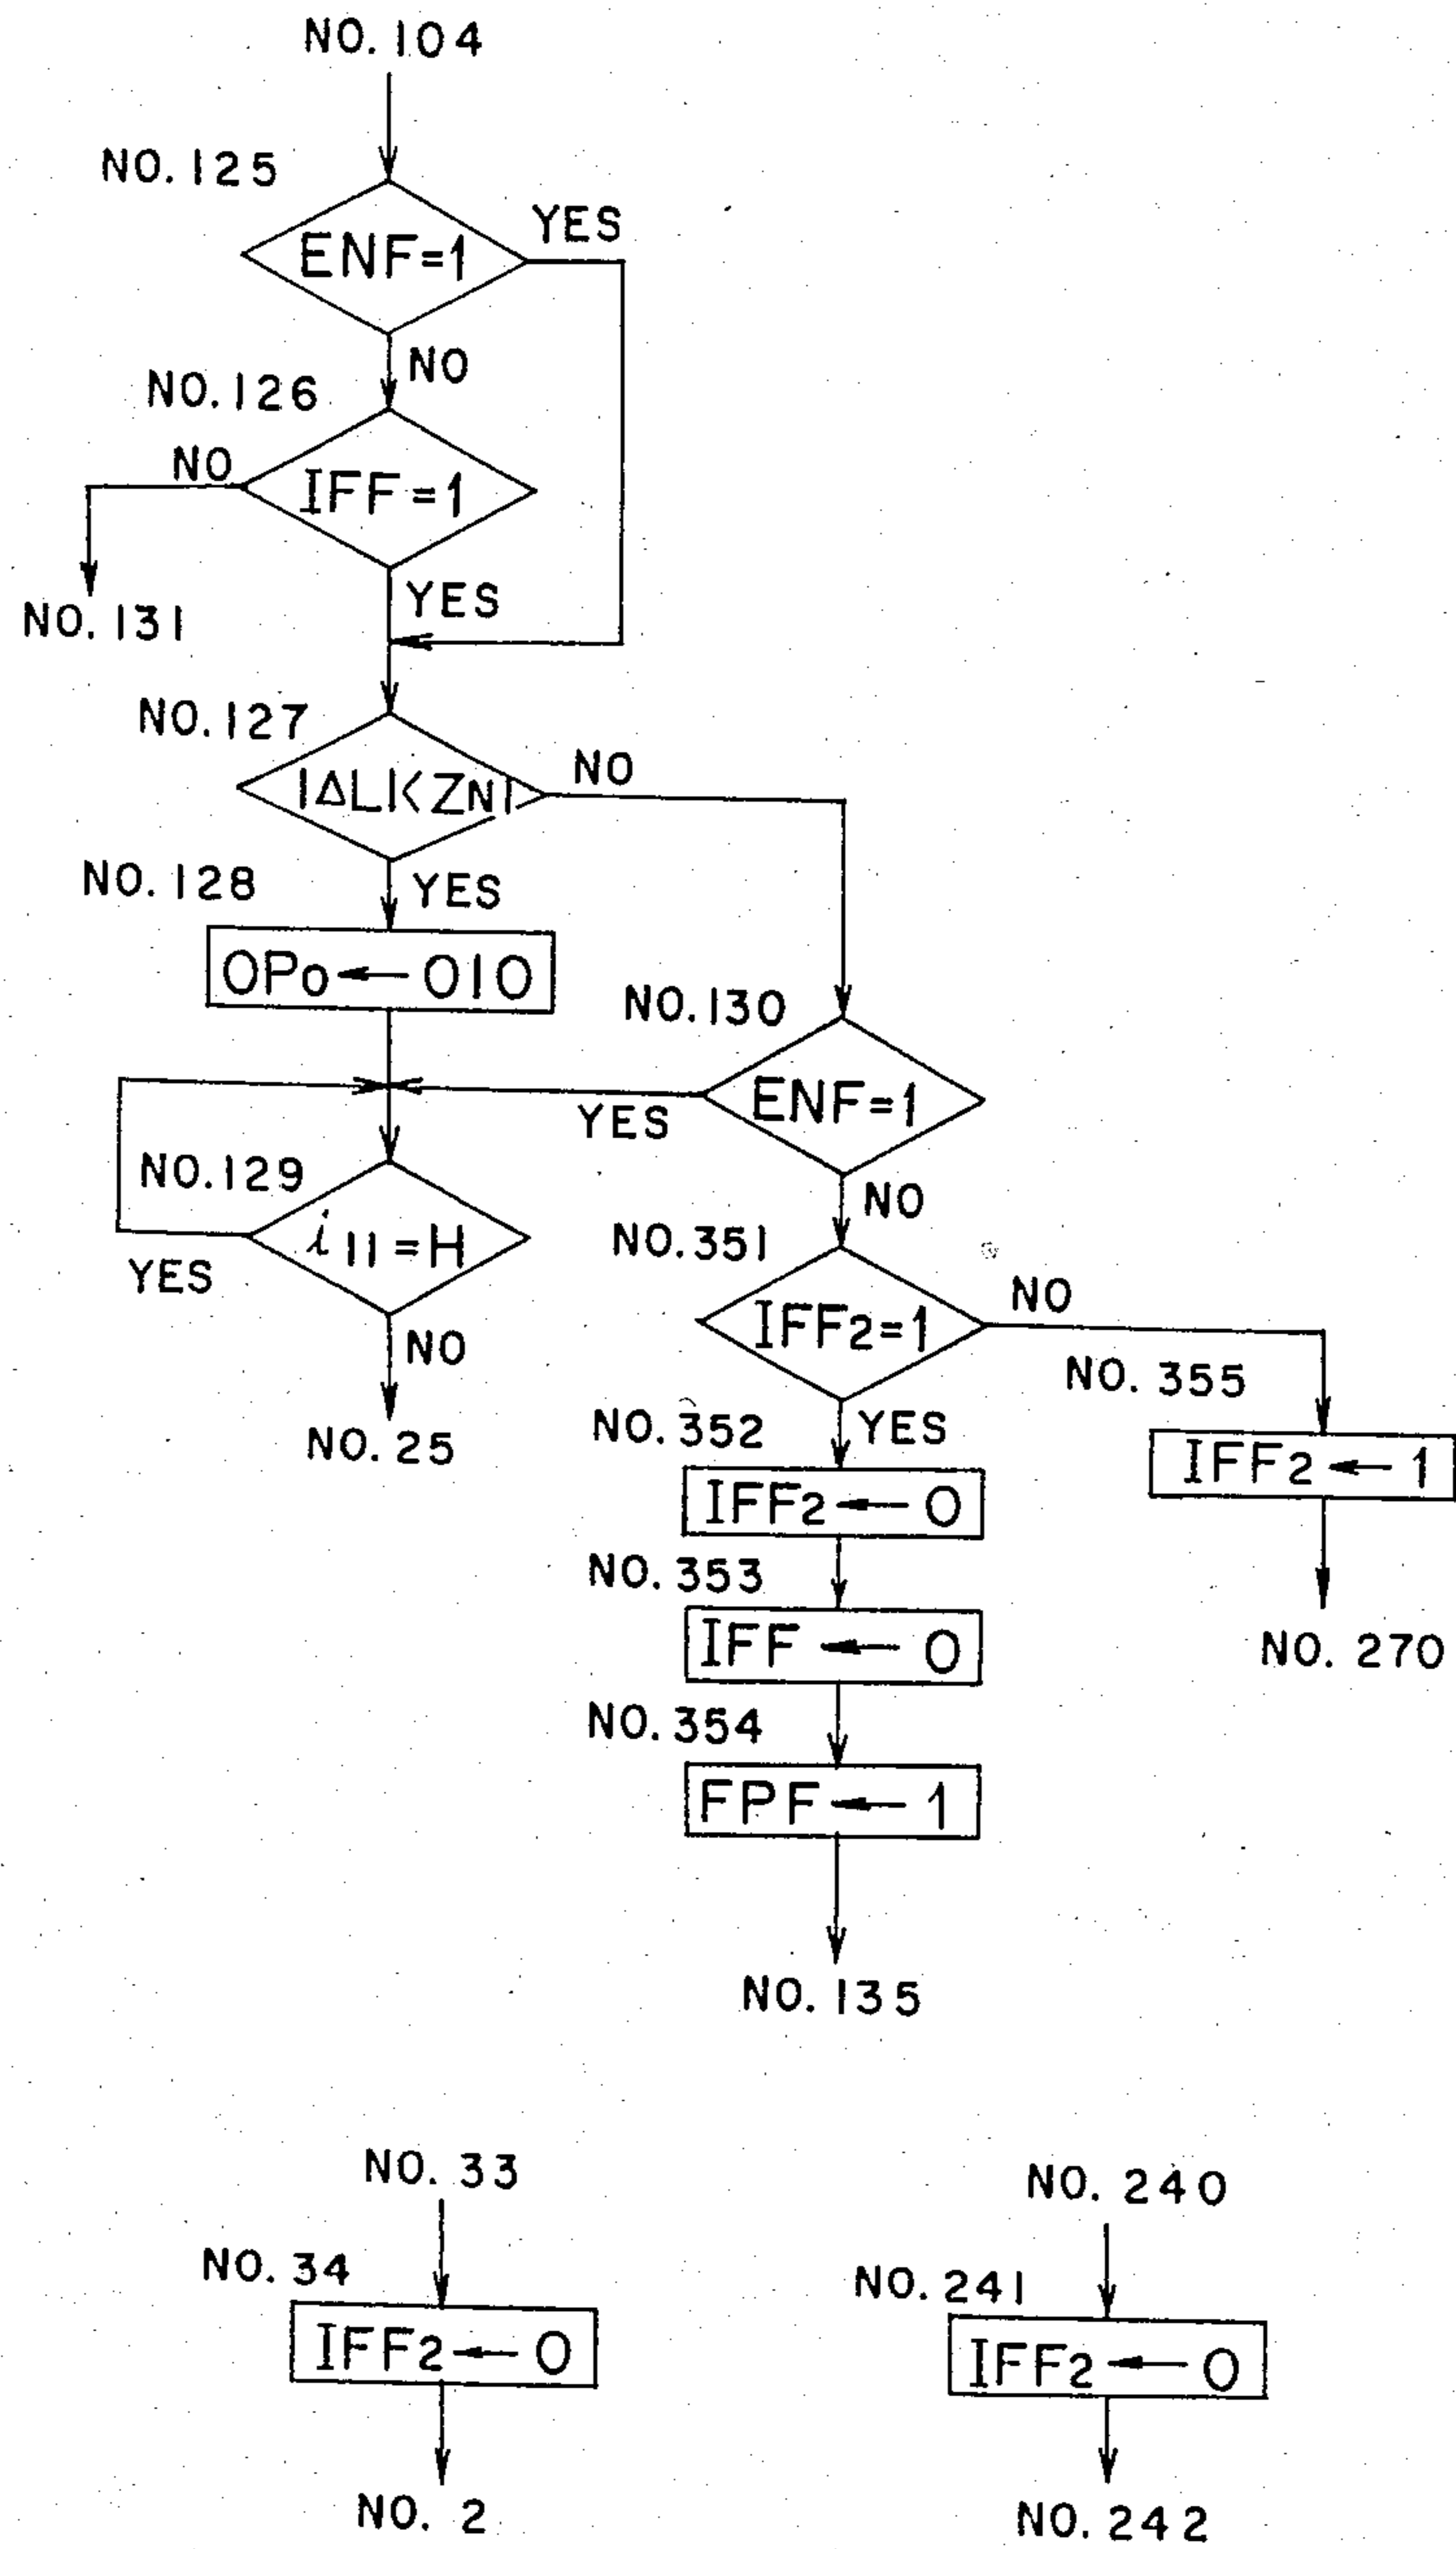 NO. 104
NO. 125
ENF=1
YES
NO
NO. 126
IFF=1
NO
NO. 131
YES
NO. 127
|ΔL|<ZN1
NO
NO. 128
YES
OPo←010
NO. 130
ENF=1
YES
NO
NO. 129
i11=H
YES
NO
NO. 25
NO. 351
IFF2=1
NO
NO. 355
IFF2←1
NO. 270
NO. 352
YES
IFF2←0
NO. 353
IFF←0
NO. 354
FPF←1
NO. 135
NO. 33
NO. 34
IFF2←0
NO. 2
NO. 240
NO. 241
IFF2←0
NO. 242